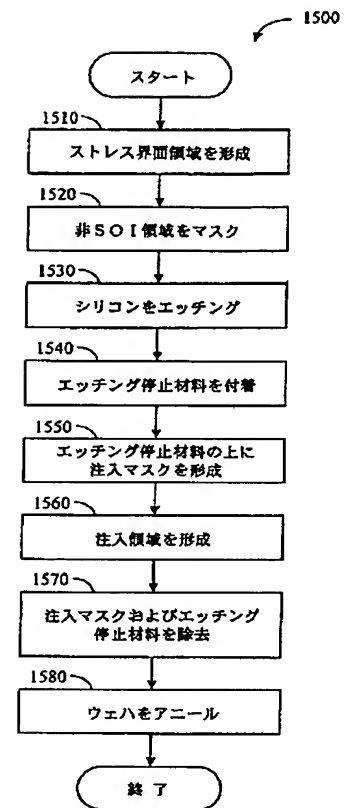 1500
スタート
1510
ストレス界面領域を形成
1520
非SOI領域をマスク
1530
シリコンをエッチング
1540
エッチング停止材料を付着
1550
エッチング停止材料の上に
注入マスクを形成
1560
注入領域を形成
1570
注入マスクおよびエッチング
停止材料を除去
1580
ウェハをアニール
終了